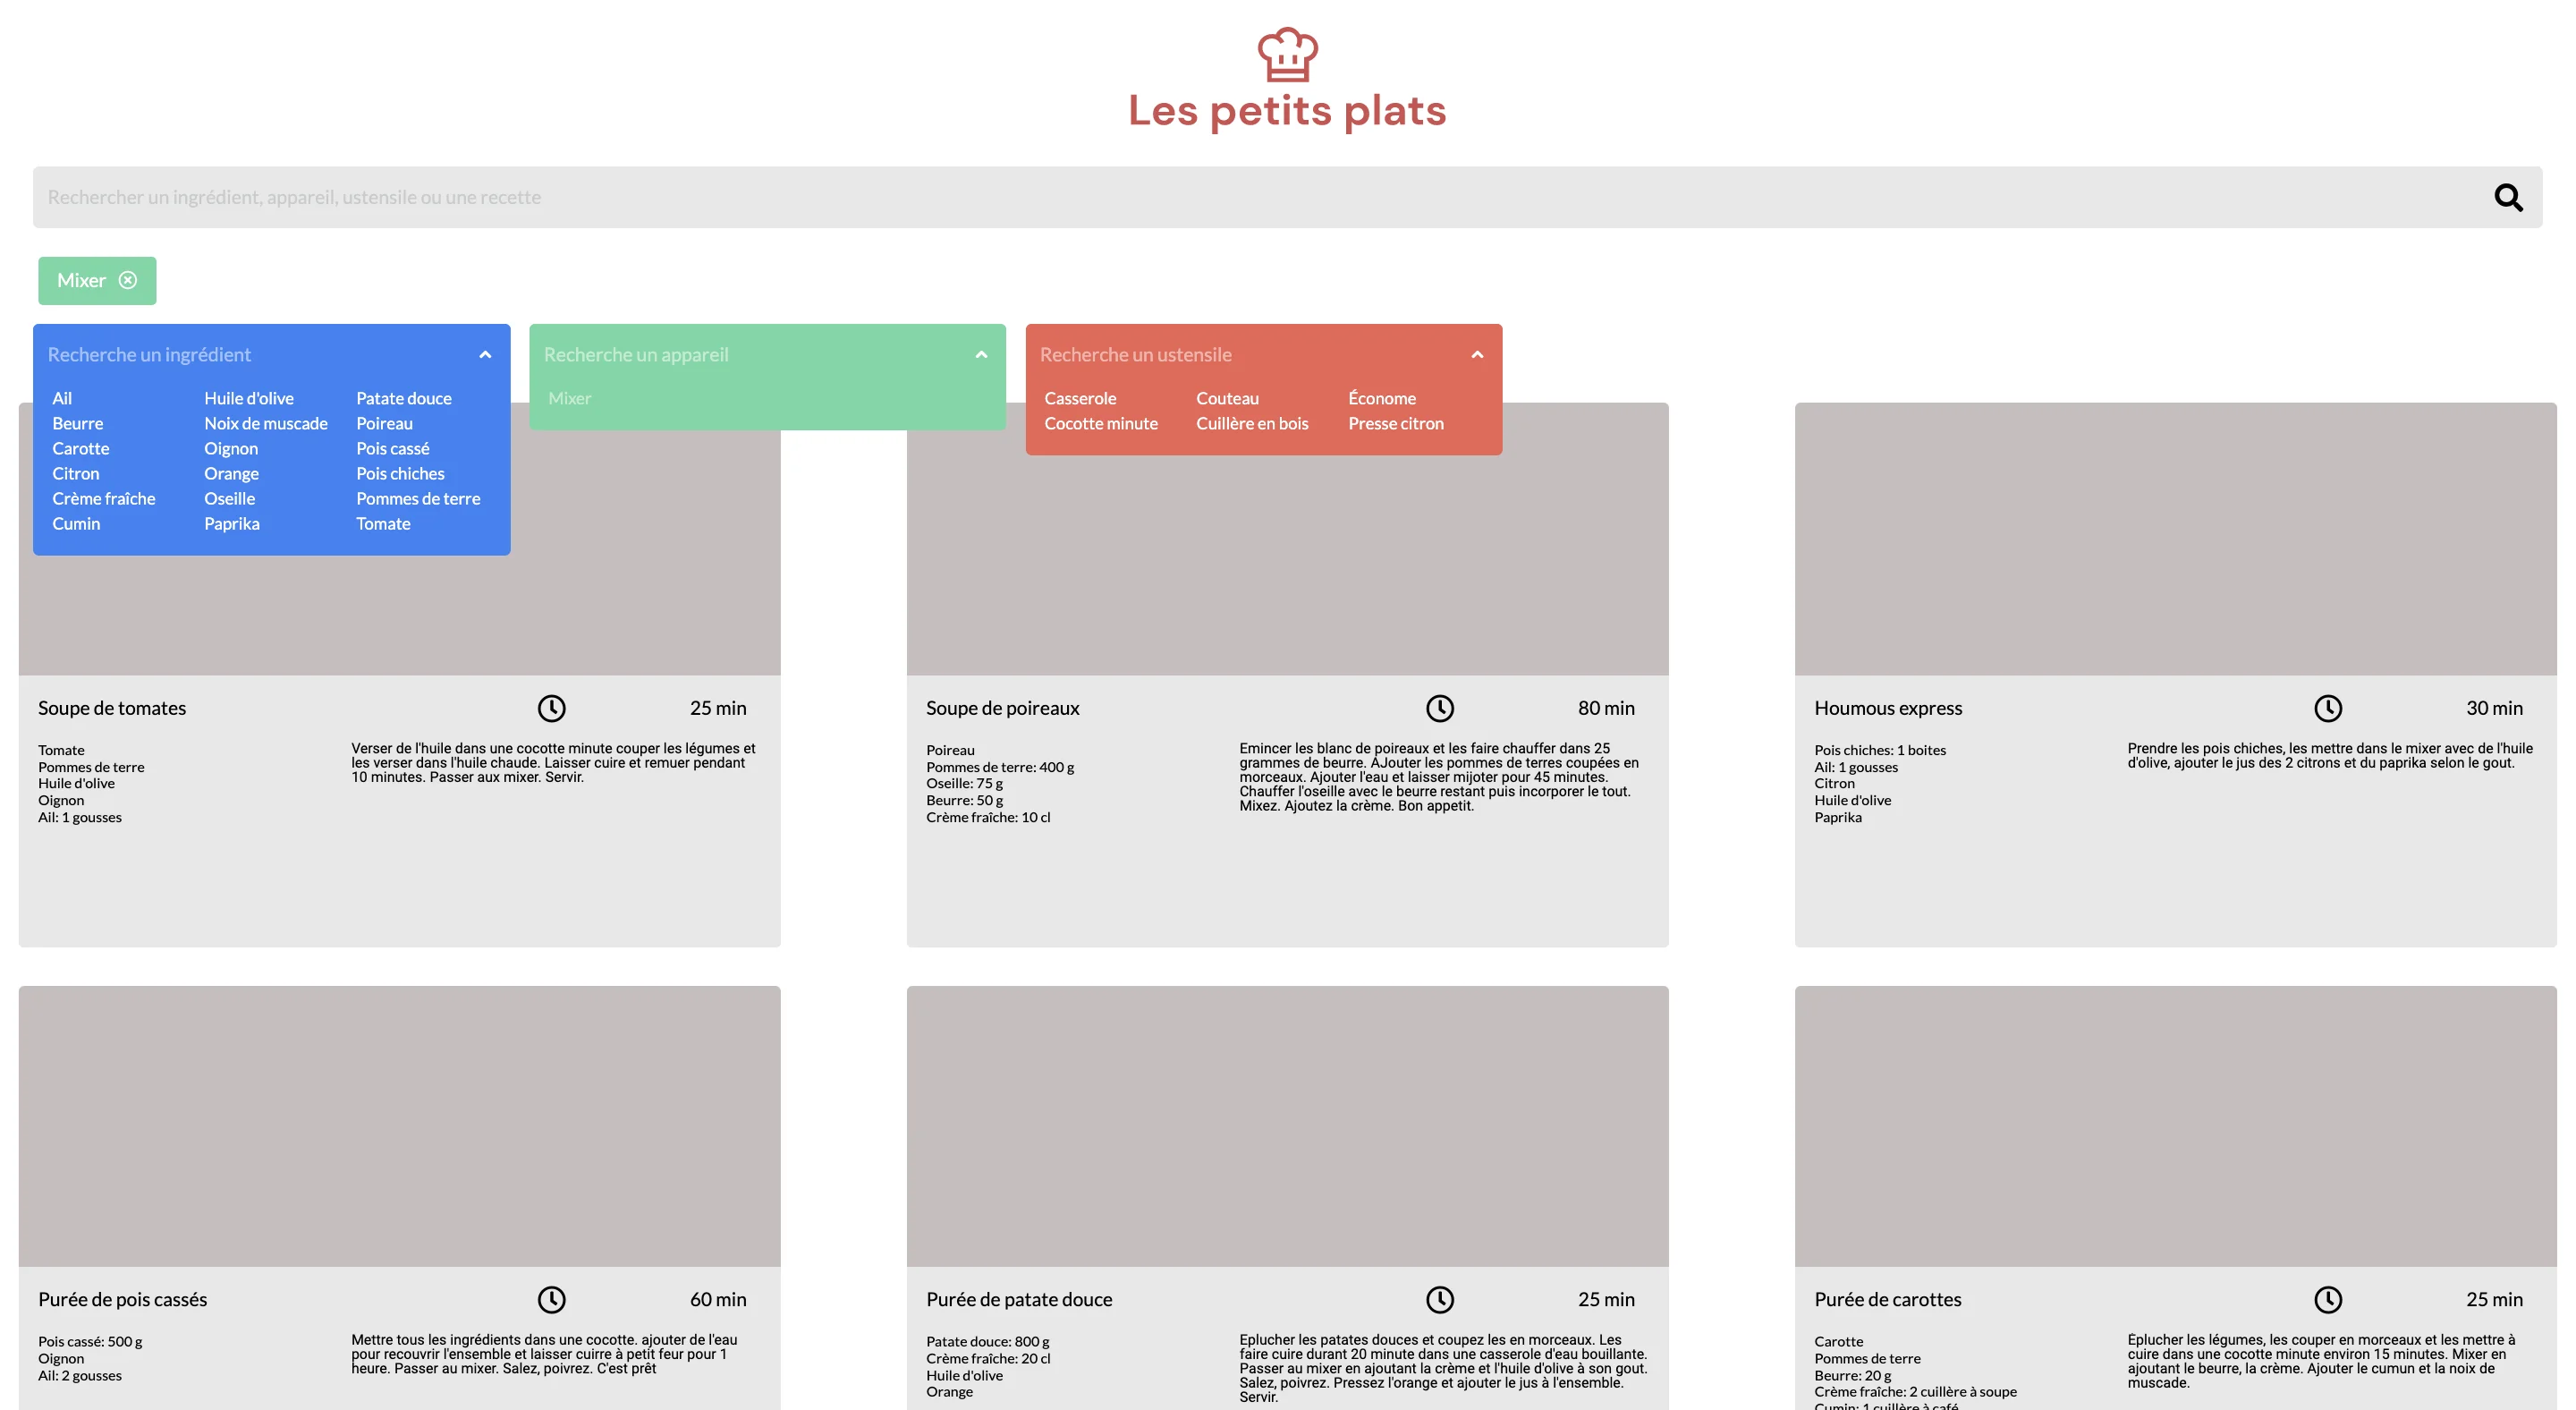 Les petits plats
Rechercher un ingrédient, appareil, ustensile ou une recette
Mixer
Recherche un ingrédient
Ail
Beurre
Carotte
Citron
Crème fraîche
Cumin
Huile d'olive
Noix de muscade
Oignon
Orange
Oseille
Paprika
Patate douce
Poireau
Pois cassé
Pois chiches
Pommes de terre
Tomate
Recherche un appareil
Mixer
Recherche un ustensile
Casserole
Cocotte minute
Couteau
Cuillère en bois
Économe
Presse citron
Soupe de tomates
25 min
Tomate
Pommes de terre
Huile d'olive
Oignon
Ail: 1 gousses
Verser de l'huile dans une cocotte minute couper les légumes et
les verser dans l'huile chaude. Laisser cuire et remuer pendant
10 minutes. Passer aux mixer. Servir.
Soupe de poireaux
80 min
Poireau
Pommes de terre: 400 g
Oseille: 75 g
Beurre: 50 g
Crème fraîche: 10 cl
Emincer les blanc de poireaux et les faire chauffer dans 25
grammes de beurre. AJouter les pommes de terres coupées en
morceaux. Ajouter l'eau et laisser mijoter pour 45 minutes.
Chauffer l'oseille avec le beurre restant puis incorporer le tout.
Mixez. Ajoutez la crème. Bon appetit.
Houmous express
30 min
Pois chiches: 1 boites
Ail: 1 gousses
Citron
Huile d'olive
Paprika
Prendre les pois chiches, les mettre dans le mixer avec de l'huile
d'olive, ajouter le jus des 2 citrons et du paprika selon le gout.
Purée de pois cassés
60 min
Pois cassé: 500 g
Oignon
Ail: 2 gousses
Mettre tous les ingrédients dans une cocotte. ajouter de l'eau
pour recouvrir l'ensemble et laisser cuirre à petit feur pour 1
heure. Passer au mixer. Salez, poivrez. C'est prêt
Purée de patate douce
25 min
Patate douce: 800 g
Crème fraîche: 20 cl
Huile d'olive
Orange
Eplucher les patates douces et coupez les en morceaux. Les
faire cuire durant 20 minute dans une casserole d'eau bouillante.
Passer au mixer en ajoutant la crème et l'huile d'olive à son gout.
Salez, poivrez. Pressez l'orange et ajouter le jus à l'ensemble.
Servir.
Purée de carottes
25 min
Carotte
Pommes de terre
Beurre: 20 g
Crème fraîche: 2 cuillère à soupe
Cumin: 1 cuillère à café
Eplucher les légumes, les couper en morceaux et les mettre à
cuire dans une cocotte minute environ 15 minutes. Mixer en
ajoutant le beurre, la crème. Ajouter le cumun et la noix de
muscade.